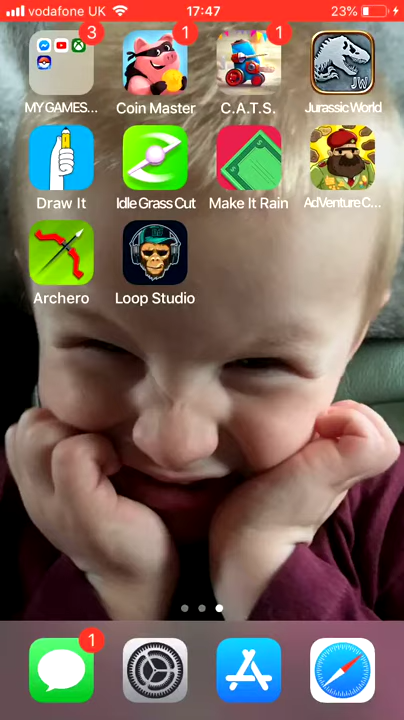 vodafone UK 17:47 23%
3 1 1
MY GAMES... Coin Master C.A.T.S. Jurassic World
JW
Draw It Idle Grass Cut Make It Rain AdVenture C...
Archero Loop Studio
1